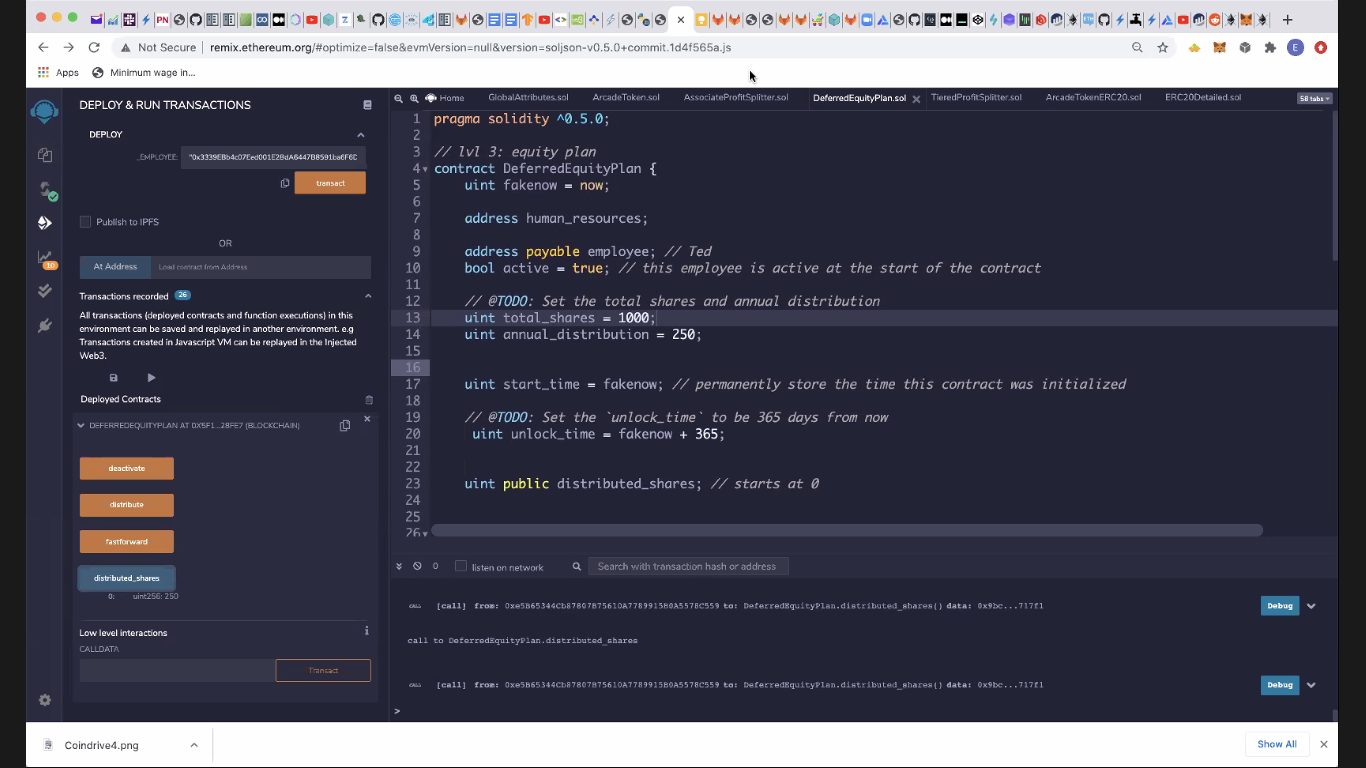 Not Secure remix.ethereum.org/#optimize=false&evmVersion=null&version=soljson-v0.5.0+commit.1d4f565a.js
Apps Minimum wage in...
DEPLOY & RUN TRANSACTIONS
DEPLOY
_EMPLOYEE:
transact
Publish to IPFS
OR
At Address Load contract from Address
Transactions recorded 26
All transactions (deployed contracts and function executions) in this
environment can be saved and replayed in another environment. e.g
Transactions created in Javascript VM can be replayed in the Injected
Web3.
Deployed Contracts
DEFERREDEQUITYPLAN AT 0X5F1...28FE7 (BLOCKCHAIN)
deactivate
distribute
fastforward
distributed_shares
0: uint256: 250
Low level interactions
CALLDATA
Transact
10
Home GlobalAttributes.sol ArcadeToken.sol AssociateProfitSplitter.sol DeferredEquityPlan.sol TieredProfitSplitter.sol ArcadeTokenERC20.sol ERC20Detailed.sol 58 tabs
1 pragma solidity ^0.5.0;
2
3 // lvl 3: equity plan
4 contract DeferredEquityPlan {
5 uint fakenow = now;
6
7 address human_resources;
8
9 address payable employee; // Ted
10 bool active = true; // this employee is active at the start of the contract
11
12 // @TODO: Set the total shares and annual distribution
13 uint total_shares = 1000;
14 uint annual_distribution = 250;
15
16
17 uint start_time = fakenow; // permanently store the time this contract was initialized
18
19 // @TODO: Set the `unlock_time` to be 365 days from now
20 uint unlock_time = fakenow + 365;
21
22
23 uint public distributed_shares; // starts at 0
24
25
26
0 listen on network Search with transaction hash or address
[call] from: 0xe5B65344Cb87807B75610A7789915B0A5578C559 to: DeferredEquityPlan.distributed_shares() data: 0x9bc...717f1 Debug
call to DeferredEquityPlan.distributed_shares
[call] from: 0xe5B65344Cb87807B75610A7789915B0A5578C559 to: DeferredEquityPlan.distributed_shares() data: 0x9bc...717f1 Debug
>
Coindrive4.png Show All